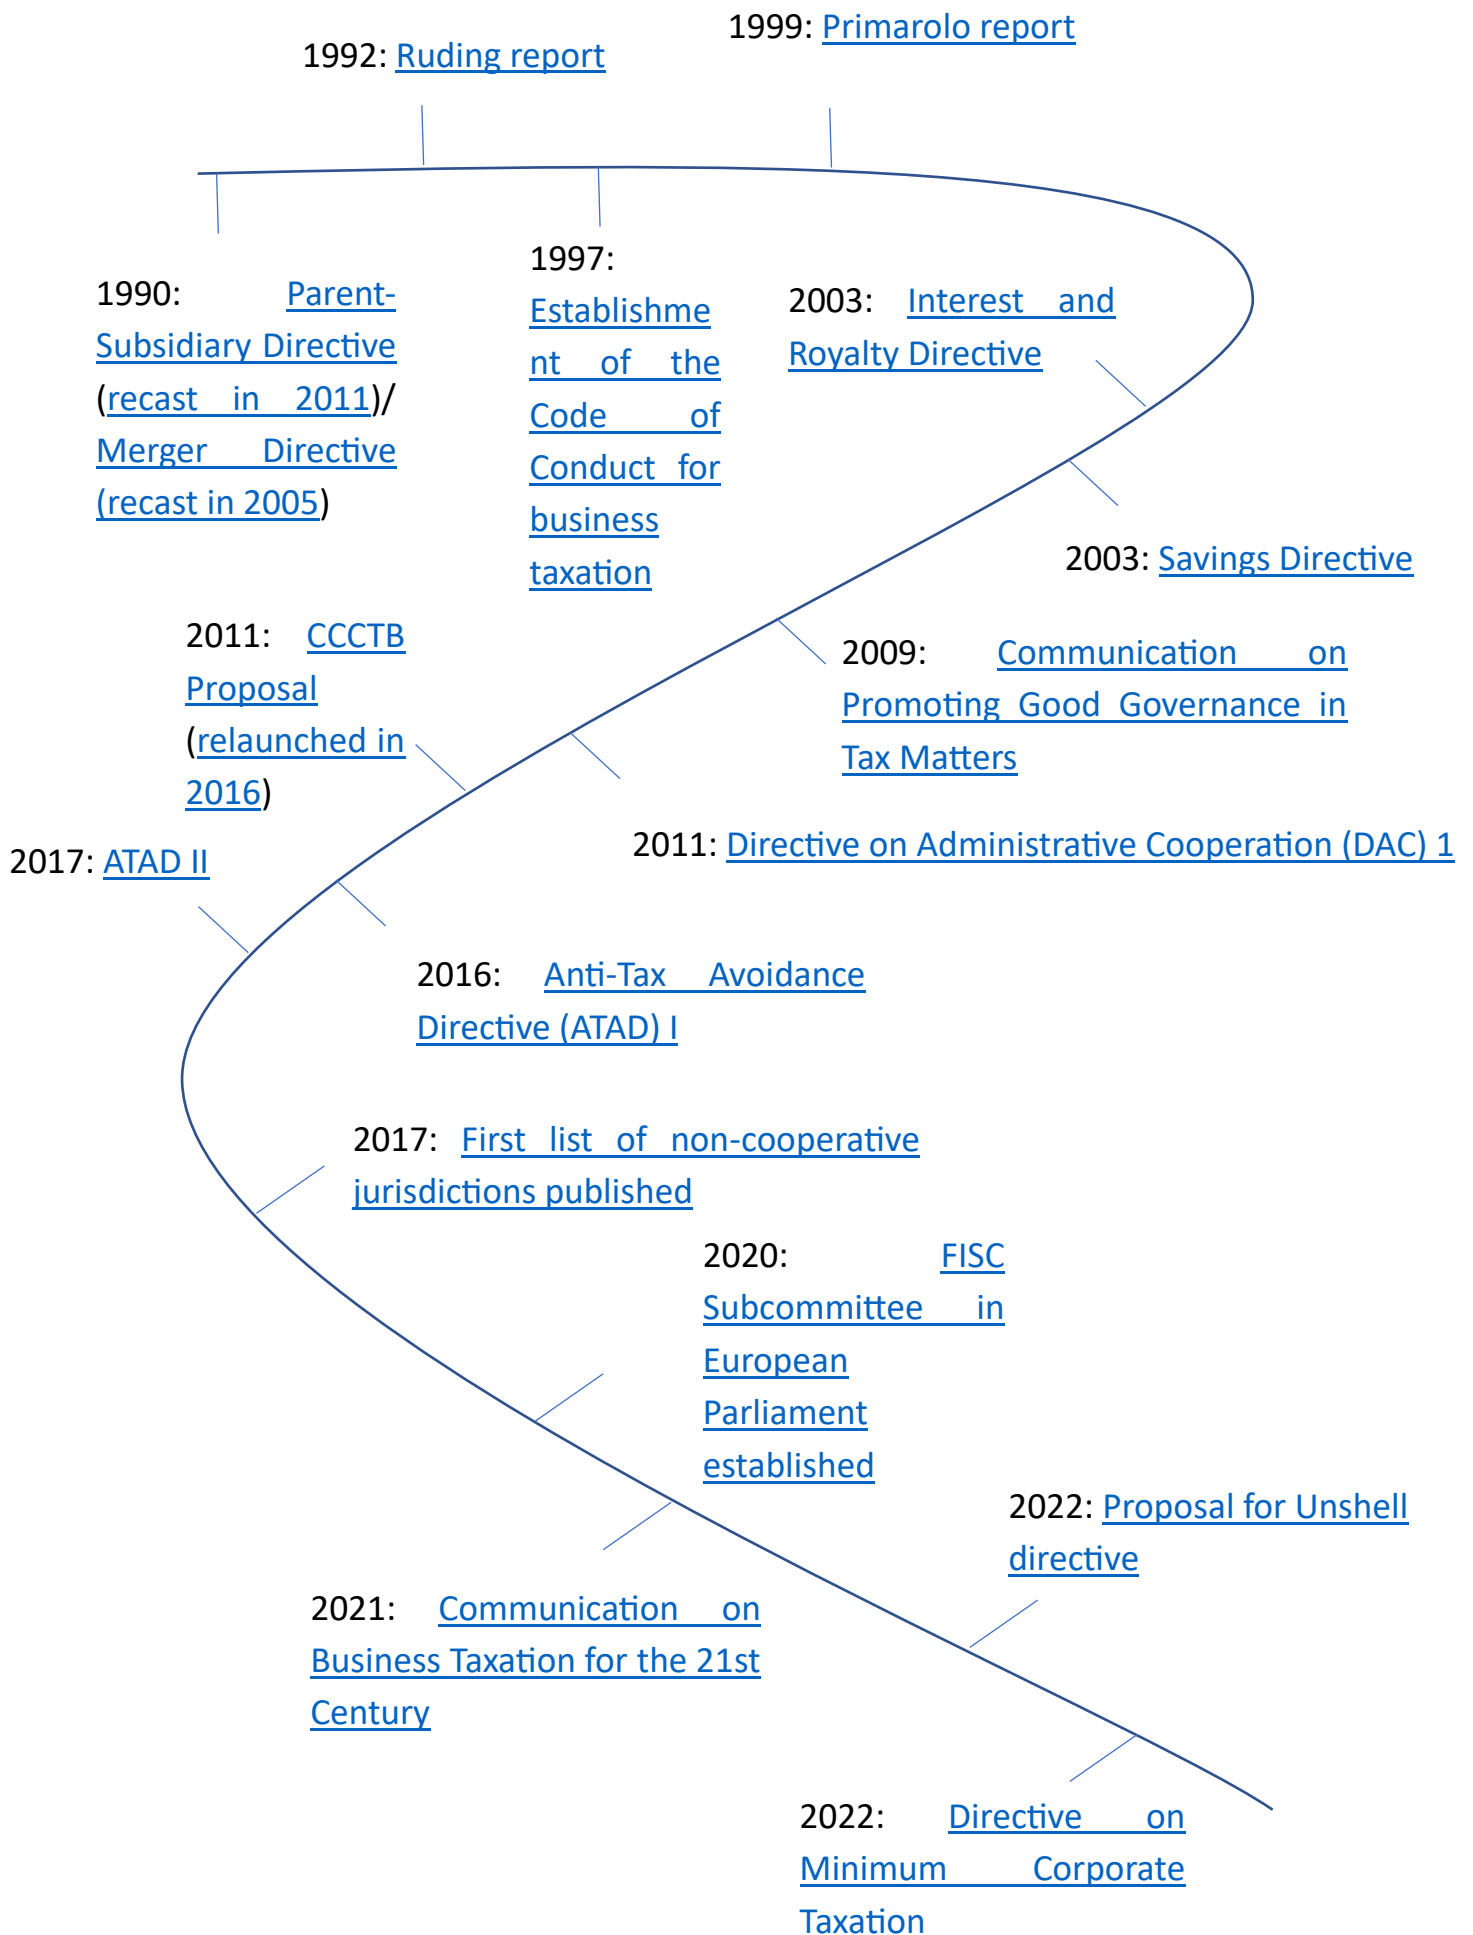 1999: Primarolo report
1992: Ruding report
1990: Parent-
Subsidiary Directive
(recast in 2011)/
Merger Directive
(recast in 2005)
1997:
Establishme
nt of the
Code of
Conduct for
business
taxation
2003: Interest and
Royalty Directive
2003: Savings Directive
2009: Communication on
Promoting Good Governance in
Tax Matters
2011: CCCTB
Proposal
(relaunched in
2016)
2011: Directive on Administrative Cooperation (DAC) 1
2017: ATAD II
2016: Anti-Tax Avoidance
Directive (ATAD) I
2017: First list of non-cooperative
jurisdictions published
2020: FISC
Subcommittee in
European
Parliament
established
2022: Proposal for Unshell
directive
2021: Communication on
Business Taxation for the 21st
Century
2022: Directive on
Minimum Corporate
Taxation